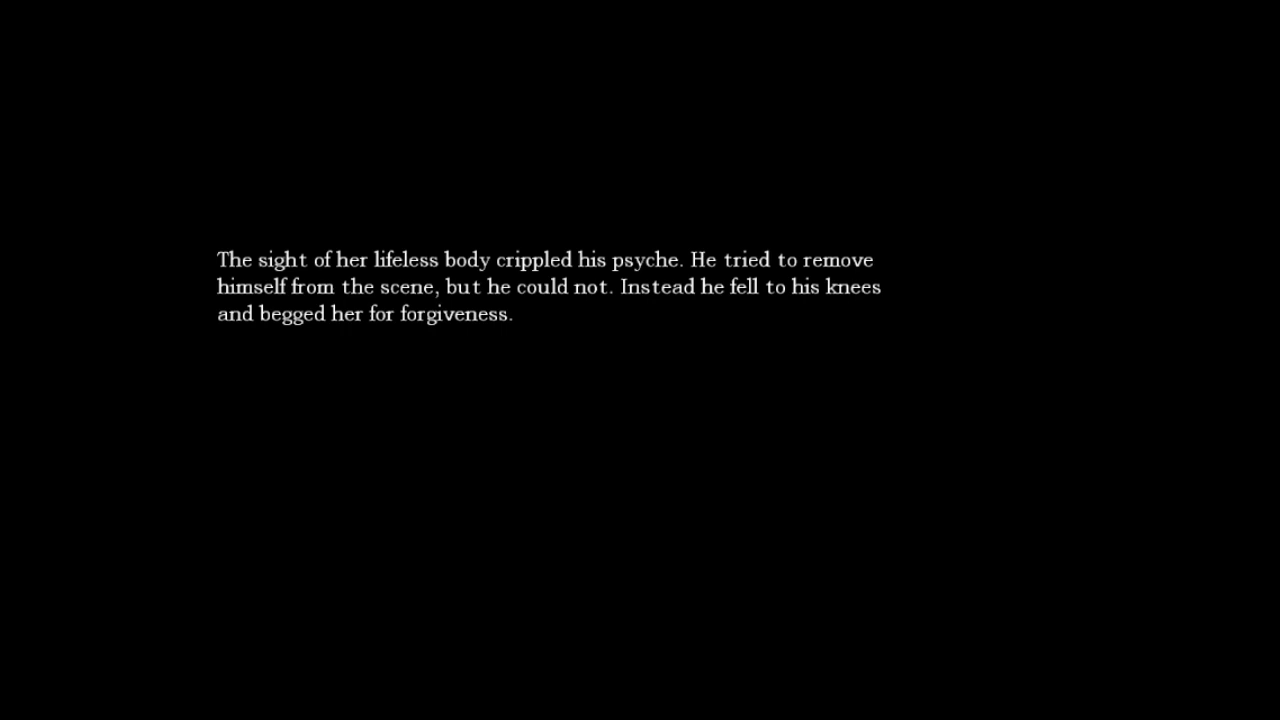 The sight of her lifeless body crippled his psyche. He tried to remove
himself from the scene, but he could not. Instead he fell to his knees
and begged her for forgiveness.